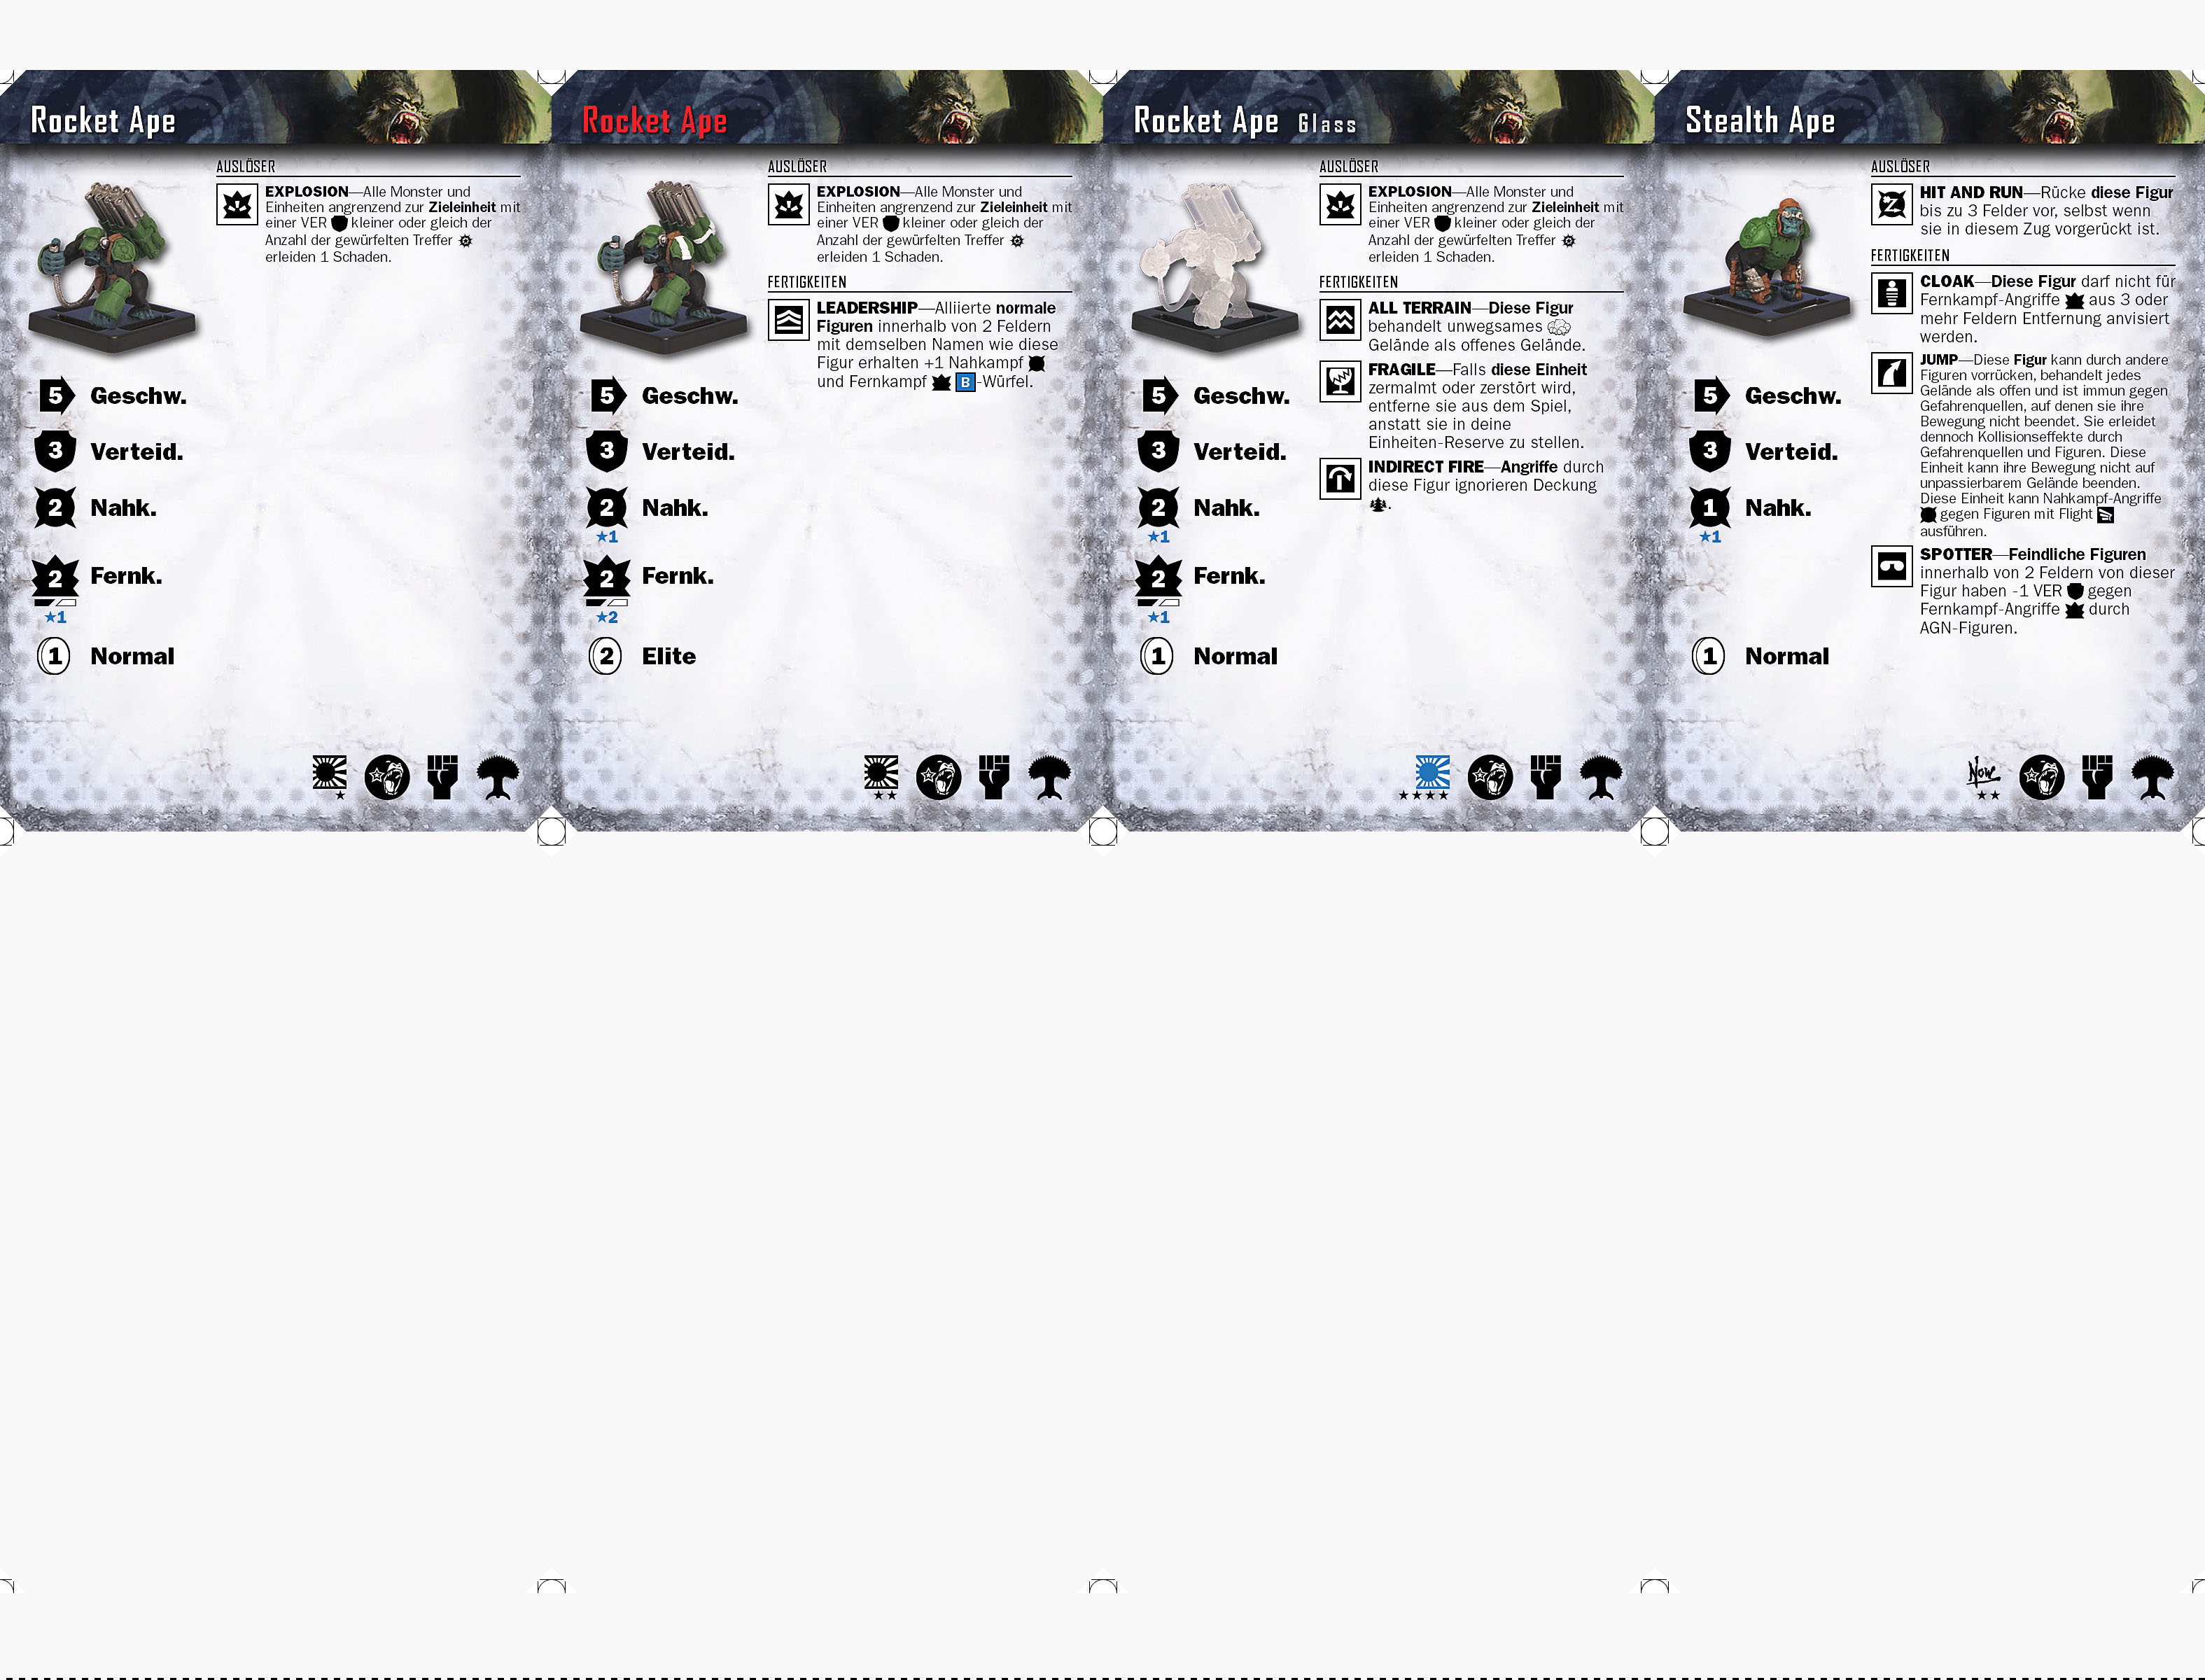 Rocket Ape
AUSLÖSER
EXPLOSION—Alle Monster und
Einheiten angrenzend zur Zieleinheit mit
einer VER kleiner oder gleich der
Anzahl der gewürfelten Treffer
erleiden 1 Schaden.
5 Geschw.
3 Verteid.
2 Nahk.
2 Fernk.
★1
1 Normal
★
Rocket Ape
AUSLÖSER
EXPLOSION—Alle Monster und
Einheiten angrenzend zur Zieleinheit mit
einer VER kleiner oder gleich der
Anzahl der gewürfelten Treffer
erleiden 1 Schaden.
FERTIGKEITEN
LEADERSHIP—Alliierte normale
Figuren innerhalb von 2 Feldern
mit demselben Namen wie diese
Figur erhalten +1 Nahkampf
und Fernkampf B-Würfel.
5 Geschw.
3 Verteid.
2 Nahk.
★1
2 Fernk.
★2
2 Elite
★★
Rocket Ape Glass
AUSLÖSER
EXPLOSION—Alle Monster und
Einheiten angrenzend zur Zieleinheit mit
einer VER kleiner oder gleich der
Anzahl der gewürfelten Treffer
erleiden 1 Schaden.
FERTIGKEITEN
ALL TERRAIN—Diese Figur
behandelt unwegsames
Gelände als offenes Gelände.
FRAGILE—Falls diese Einheit
zermalmt oder zerstört wird,
entferne sie aus dem Spiel,
anstatt sie in deine
Einheiten-Reserve zu stellen.
INDIRECT FIRE—Angriffe durch
diese Figur ignorieren Deckung
.
5 Geschw.
3 Verteid.
2 Nahk.
★1
2 Fernk.
★1
1 Normal
★★★★
Stealth Ape
AUSLÖSER
HIT AND RUN—Rücke diese Figur
bis zu 3 Felder vor, selbst wenn
sie in diesem Zug vorgerückt ist.
FERTIGKEITEN
CLOAK—Diese Figur darf nicht für
Fernkampf-Angriffe aus 3 oder
mehr Feldern Entfernung anvisiert
werden.
JUMP—Diese Figur kann durch andere
Figuren vorrücken, behandelt jedes
Gelände als offen und ist immun gegen
Gefahrenquellen, auf denen sie ihre
Bewegung nicht beendet. Sie erleidet
dennoch Kollisionseffekte durch
Gefahrenquellen und Figuren. Diese
Einheit kann ihre Bewegung nicht auf
unpassierbarem Gelände beenden.
Diese Einheit kann Nahkampf-Angriffe
gegen Figuren mit Flight
ausführen.
SPOTTER—Feindliche Figuren
innerhalb von 2 Feldern von dieser
Figur haben -1 VER gegen
Fernkampf-Angriffe durch
AGN-Figuren.
5 Geschw.
3 Verteid.
1 Nahk.
★1
1 Normal
Now
★★